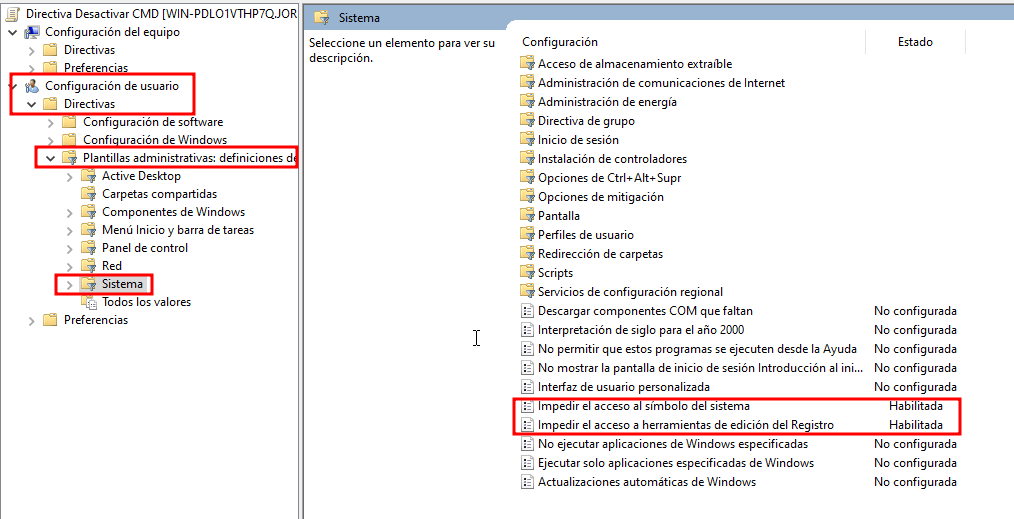 Directiva Desactivar CMD [WIN-PDLO1VTHP7Q.JOR
Configuración del equipo
Directivas
Preferencias
Configuración de usuario
Directivas
Configuración de software
Configuración de Windows
Plantillas administrativas: definiciones de
Active Desktop
Carpetas compartidas
Componentes de Windows
Menú Inicio y barra de tareas
Panel de control
Red
Sistema
Todos los valores
Preferencias
Sistema
Seleccione un elemento para ver su
descripción.
Configuración Estado
Acceso de almacenamiento extraíble
Administración de comunicaciones de Internet
Administración de energía
Directiva de grupo
Inicio de sesión
Instalación de controladores
Opciones de Ctrl+Alt+Supr
Opciones de mitigación
Pantalla
Perfiles de usuario
Redirección de carpetas
Scripts
Servicios de configuración regional
Descargar componentes COM que faltan No configurada
Interpretación de siglo para el año 2000 No configurada
No permitir que estos programas se ejecuten desde la Ayuda No configurada
No mostrar la pantalla de inicio de sesión Introducción al ini... No configurada
Interfaz de usuario personalizada No configurada
Impedir el acceso al símbolo del sistema Habilitada
Impedir el acceso a herramientas de edición del Registro Habilitada
No ejecutar aplicaciones de Windows especificadas No configurada
Ejecutar solo aplicaciones especificadas de Windows No configurada
Actualizaciones automáticas de Windows No configurada